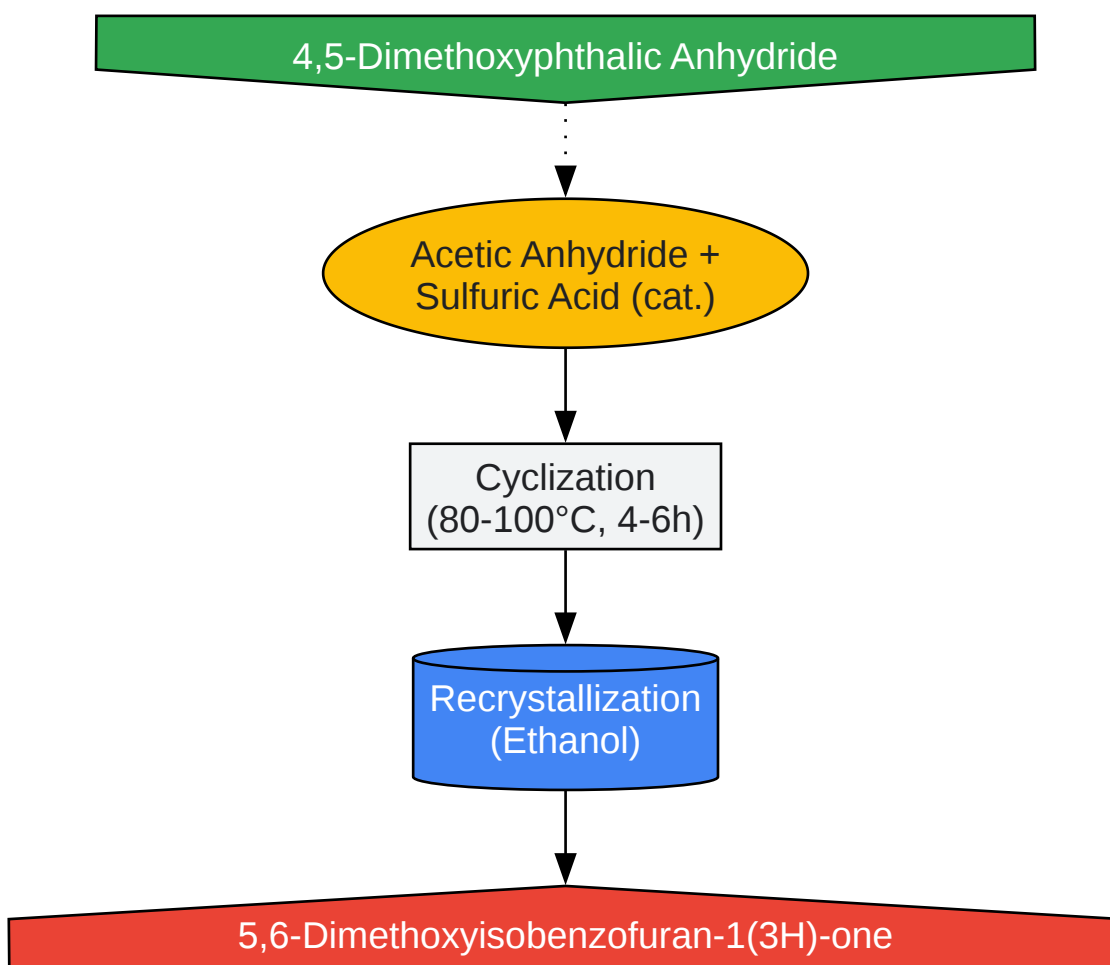 4,5-Dimethoxyphthalic Anhydride
Acetic Anhydride +
Sulfuric Acid (cat.)
Cyclization
(80-100°C, 4-6h)
Recrystallization
(Ethanol)
5,6-Dimethoxyisobenzofuran-1(3H)-one